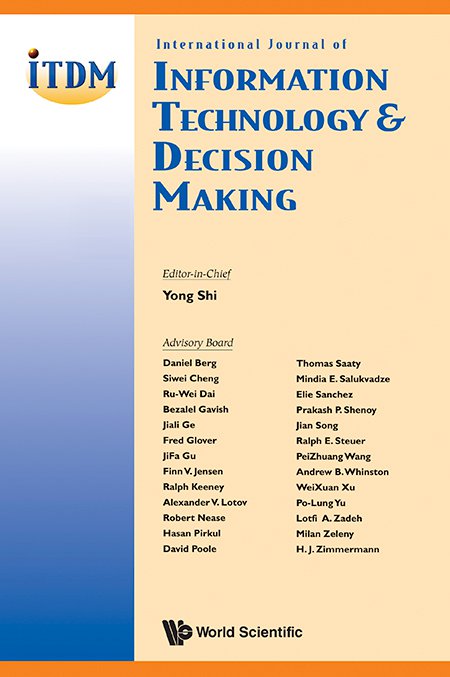 iTDM
International Journal of
INFORMATION
TECHNOLOGY &
DECISION
MAKING
Editor-in-Chief
Yong Shi
Advisory Board
Daniel Berg
Siwei Cheng
Ru-Wei Dai
Bezalel Gavish
Jiali Ge
Fred Glover
JiFa Gu
Finn V. Jensen
Ralph Keeney
Alexander V. Lotov
Robert Nease
Hasan Pirkul
David Poole
Thomas Saaty
Mindia E. Salukvadze
Elie Sanchez
Prakash P. Shenoy
Jian Song
Ralph E. Steuer
PeiZhuang Wang
Andrew B. Whinston
WeiXuan Xu
Po-Lung Yu
Lotfi A. Zadeh
Milan Zeleny
H. J. Zimmermann
World Scientific